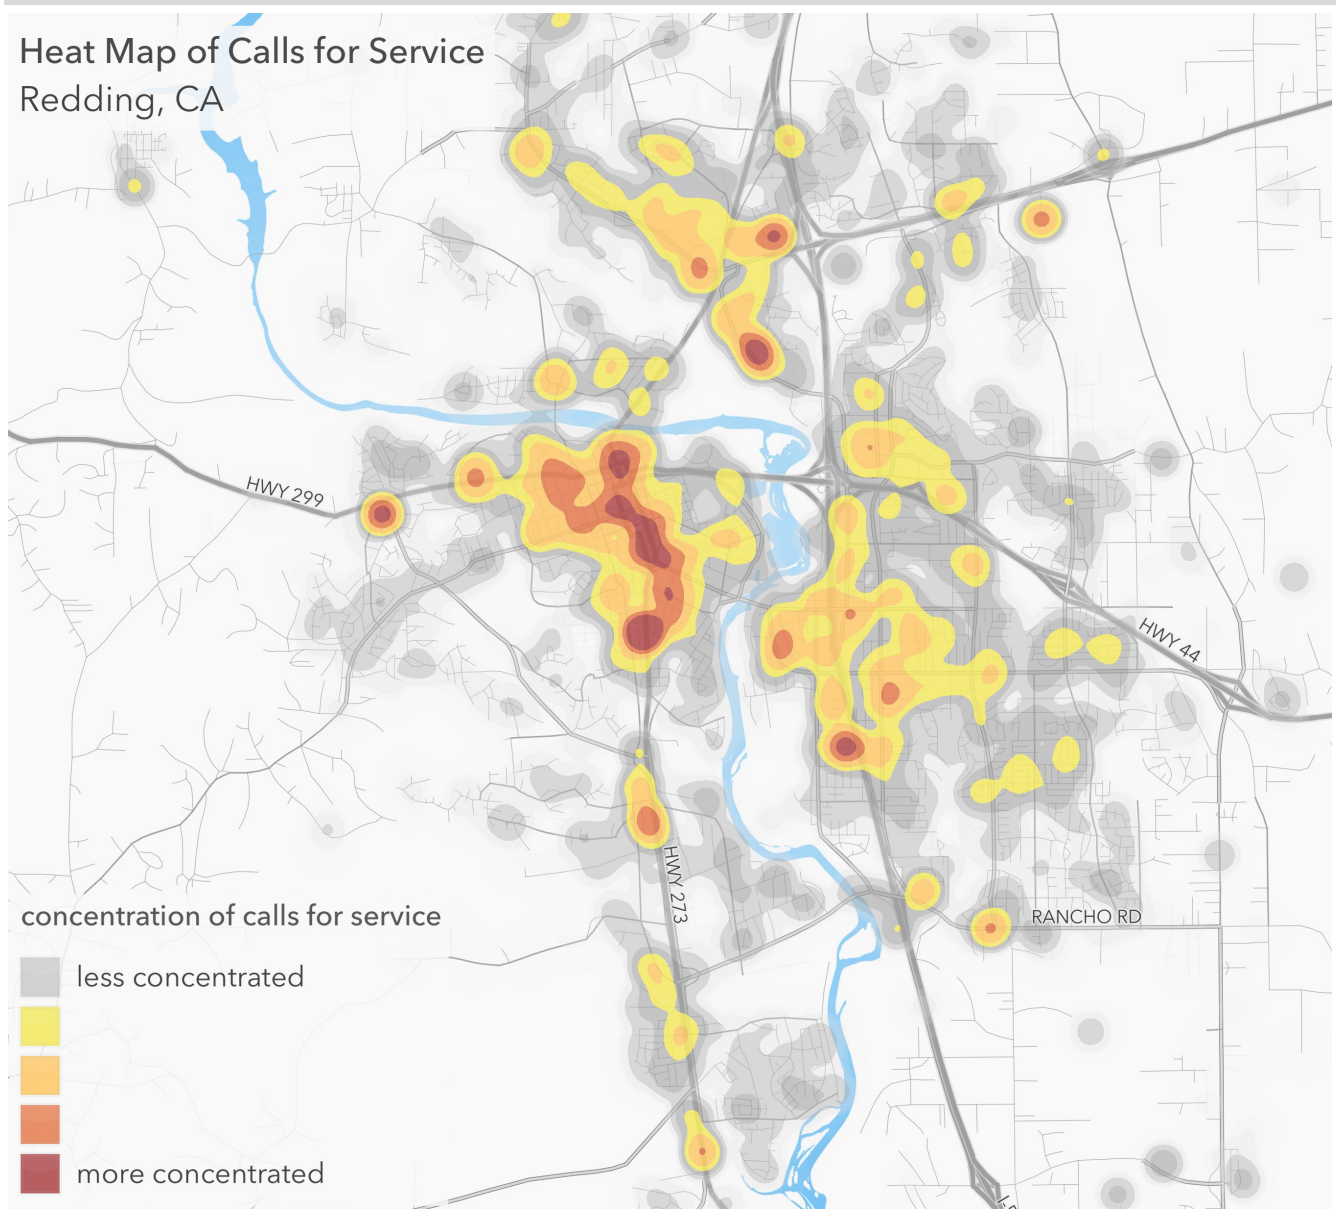 Heat Map of Calls for Service
Redding, CA
HWY 299
HWY 44
HWY 273
RANCHO RD
concentration of calls for service
less concentrated
more concentrated